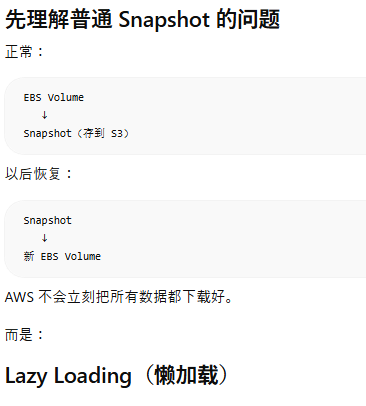 先理解普通 Snapshot 的问题
正常：
EBS Volume
↓
Snapshot（存到 S3）
以后恢复：
Snapshot
↓
新 EBS Volume
AWS 不会立刻把所有数据都下载好。
而是：
Lazy Loading（懒加载）